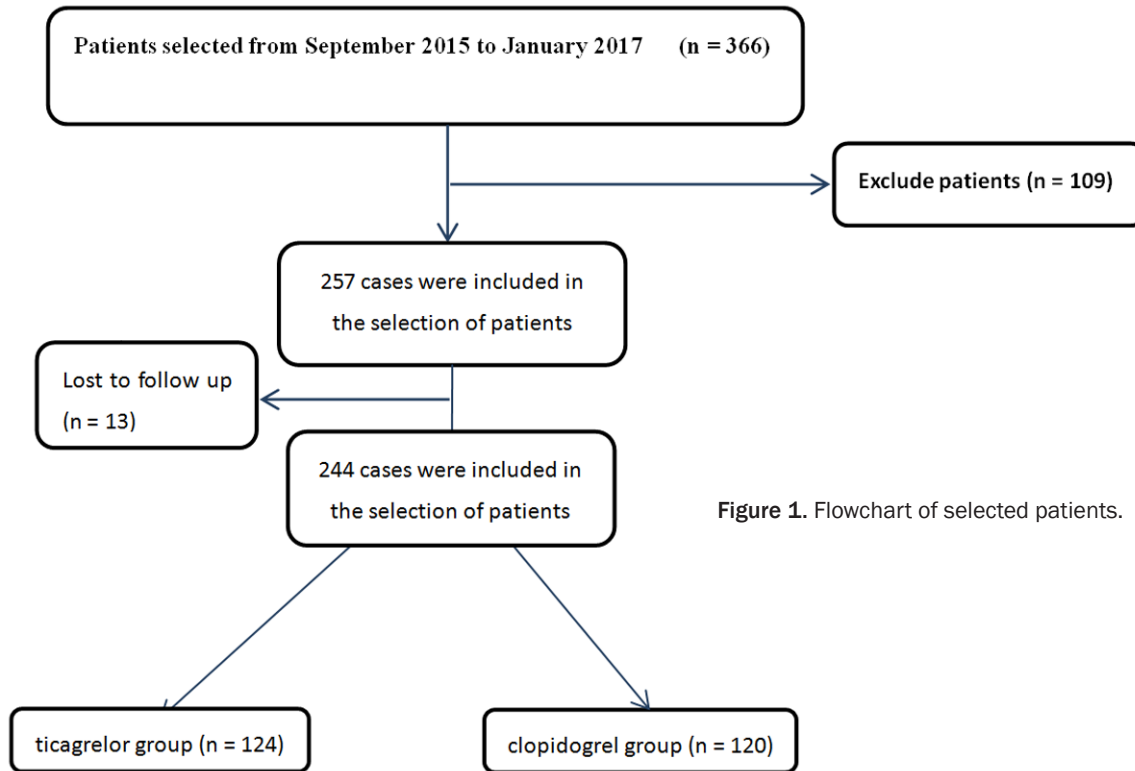 Patients selected from September 2015 to January 2017 (n = 366)
Exclude patients (n = 109)
257 cases were included in
the selection of patients
Lost to follow up
(n = 13)
244 cases were included in
the selection of patients
Figure 1. Flowchart of selected patients.
ticagrelor group (n = 124)
clopidogrel group (n = 120)